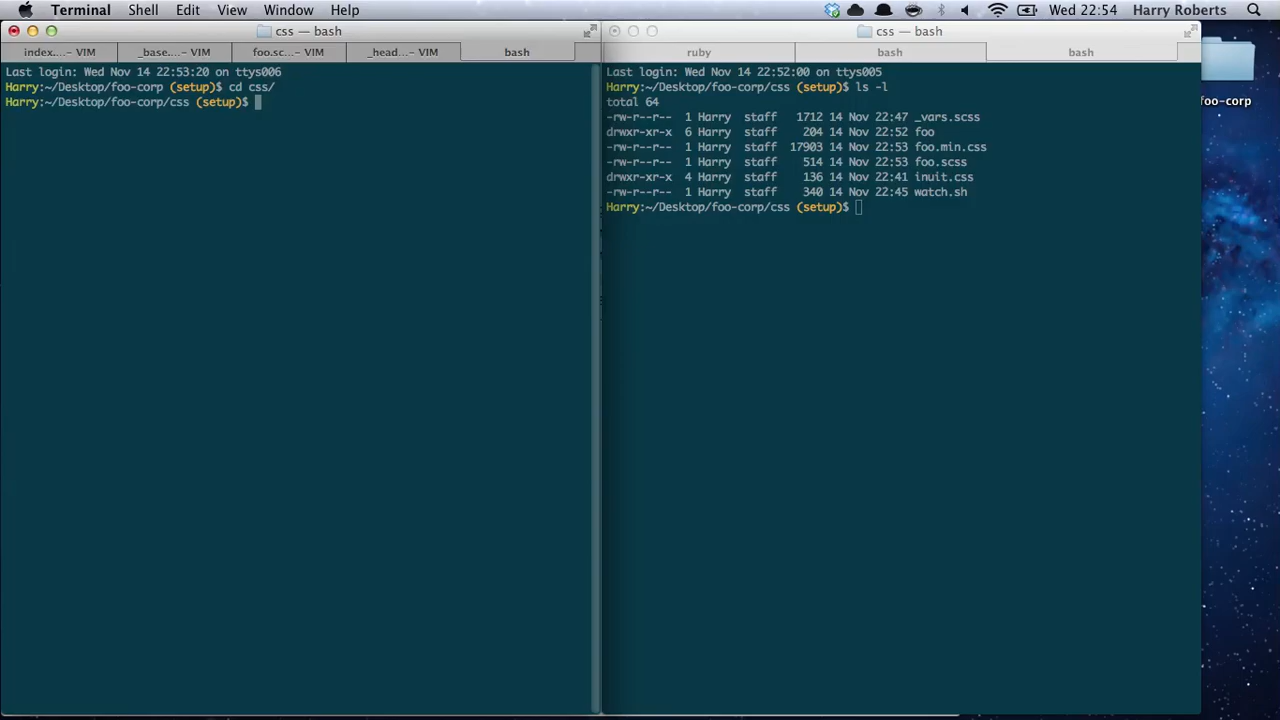 Terminal Shell Edit View Window Help Wed 22:54 Harry Roberts
css — bash
index....- VIM _base....- VIM foo.sc...- VIM _head...- VIM bash
Last login: Wed Nov 14 22:53:20 on ttys006
Harry:~/Desktop/foo-corp (setup)$ cd css/
Harry:~/Desktop/foo-corp/css (setup)$
css — bash
ruby bash bash
Last login: Wed Nov 14 22:52:00 on ttys005
Harry:~/Desktop/foo-corp/css (setup)$ ls -l
total 64
-rw-r--r-- 1 Harry staff 1712 14 Nov 22:47 _vars.scss
drwxr-xr-x 6 Harry staff 204 14 Nov 22:52 foo
-rw-r--r-- 1 Harry staff 17903 14 Nov 22:53 foo.min.css
-rw-r--r-- 1 Harry staff 514 14 Nov 22:53 foo.scss
drwxr-xr-x 4 Harry staff 136 14 Nov 22:41 inuit.css
-rw-r--r-- 1 Harry staff 340 14 Nov 22:45 watch.sh
Harry:~/Desktop/foo-corp/css (setup)$
foo-corp